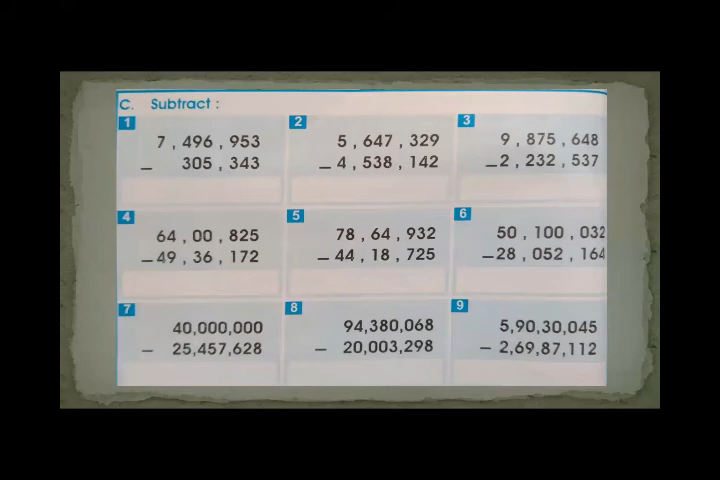 C. Subtract :
1 2 3
7 , 496 , 953 5 , 647 , 329 9 , 875 , 648
_ 305 , 343 _ 4 , 538 , 142 _2 , 232 , 537
4 5 6
64 , 00 , 825 78 , 64 , 932 50 , 100 , 032
_ 49 , 36 , 172 _ 44 , 18 , 725 _28 , 052 , 164
7 8 9
40,000,000 94,380,068 5,90,30,045
− 25,457,628 − 20,003,298 − 2,69,87,112